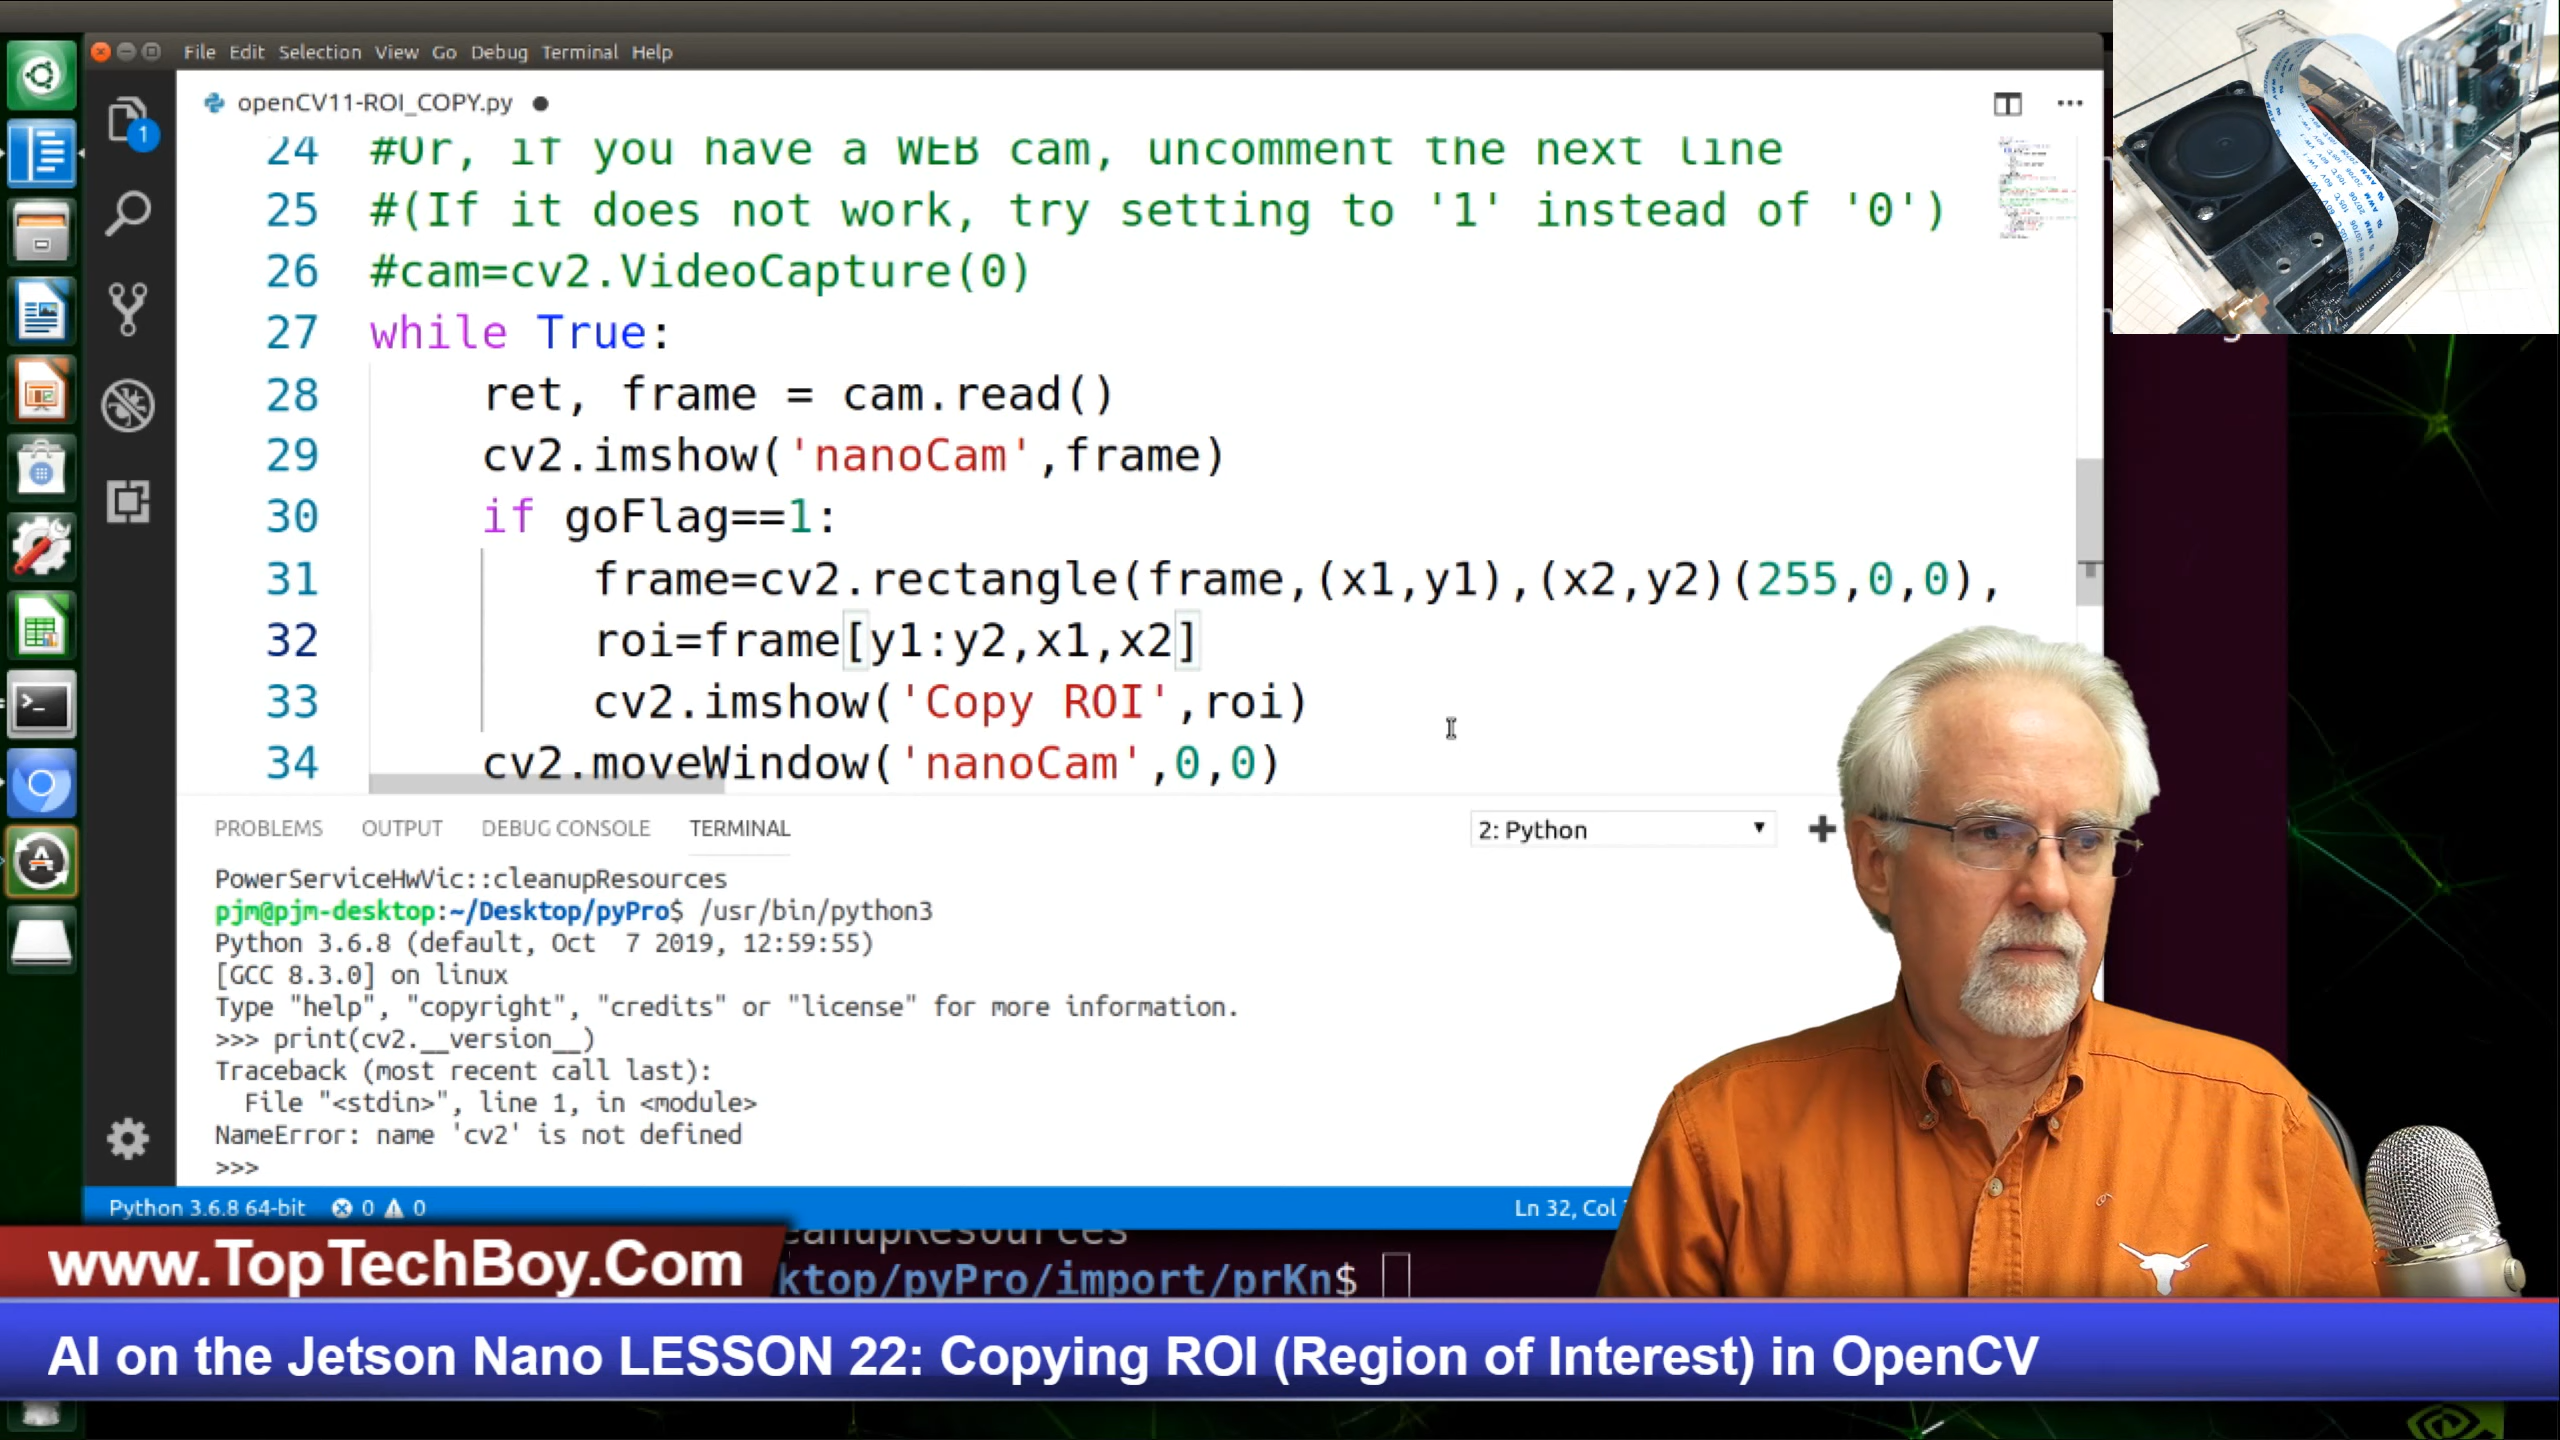 File Edit Selection View Go Debug Terminal Help
openCV11-ROI_COPY.py
1
24 #Or, if you have a WEB cam, uncomment the next line
25 #(If it does not work, try setting to '1' instead of '0')
26 #cam=cv2.VideoCapture(0)
27 while True:
28 ret, frame = cam.read()
29 cv2.imshow('nanoCam',frame)
30 if goFlag==1:
31 frame=cv2.rectangle(frame,(x1,y1),(x2,y2)(255,0,0),
32 roi=frame[y1:y2,x1,x2]
33 cv2.imshow('Copy ROI',roi)
34 cv2.moveWindow('nanoCam',0,0)
PROBLEMS OUTPUT DEBUG CONSOLE TERMINAL 2: Python
PowerServiceHwVic::cleanupResources
pjm@pjm-desktop:~/Desktop/pyPro$ /usr/bin/python3
Python 3.6.8 (default, Oct 7 2019, 12:59:55)
[GCC 8.3.0] on linux
Type "help", "copyright", "credits" or "license" for more information.
>>> print(cv2.__version__)
Traceback (most recent call last):
File "<stdin>", line 1, in <module>
NameError: name 'cv2' is not defined
>>>
Python 3.6.8 64-bit 0 0 Ln 32, Col
eanupResources
ktop/pyPro/import/prKn$
www.TopTechBoy.Com
AI on the Jetson Nano LESSON 22: Copying ROI (Region of Interest) in OpenCV